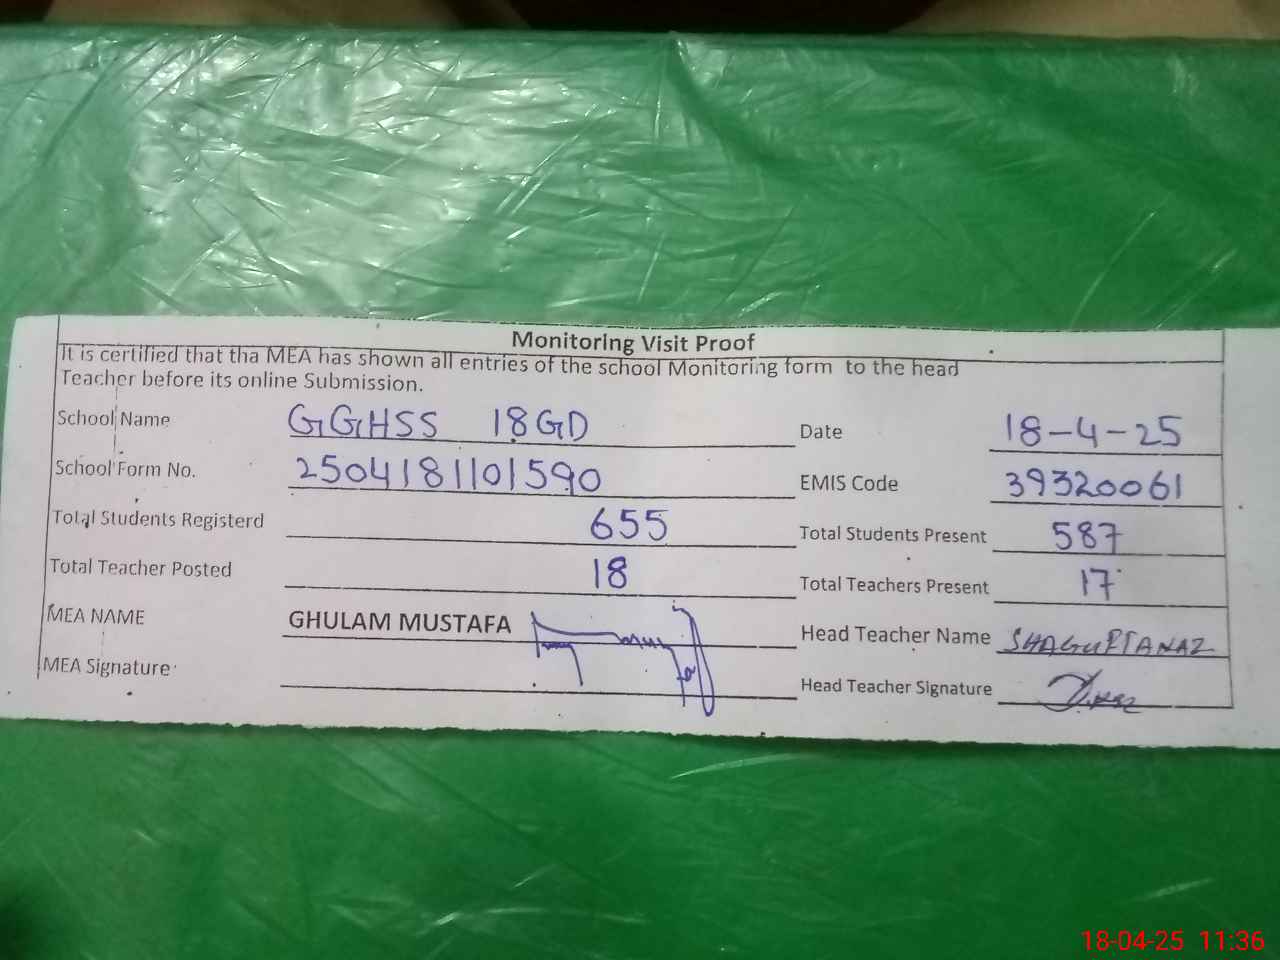 Monitoring Visit Proof
It is certified that tha MEA has shown all entries of the school Monitoring form to the head
Teacher before its online Submission.
School Name GGHSS 18GD Date 18-4-25
School Form No. 2504181101590 EMIS Code 39320061
Total Students Registerd 655 Total Students Present 587
Total Teacher Posted 18 Total Teachers Present 17
MEA NAME GHULAM MUSTAFA Head Teacher Name SHAGUFTA NAZ
MEA Signature Head Teacher Signature
18-04-25 11:36